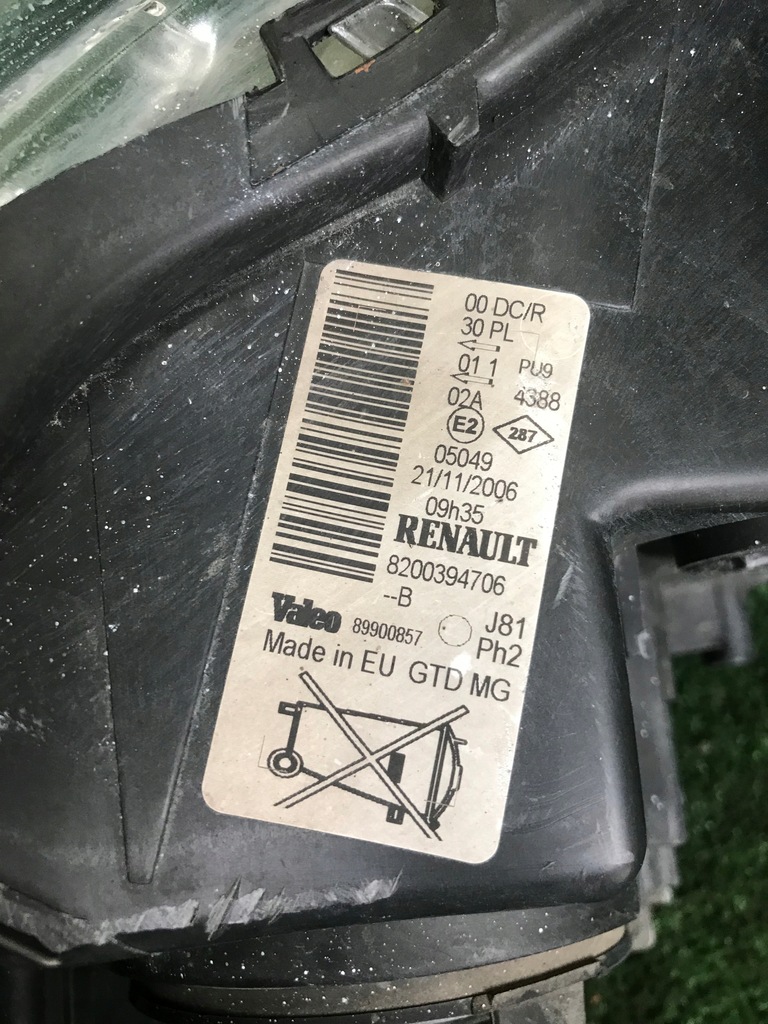 00 DC/R
30 PL
01 1 PU9
02A 4388
E2 287
05049
21/11/2006
09h35
RENAULT
8200394706
--B
Valeo 89900857 J81
Ph2
Made in EU GTD MG